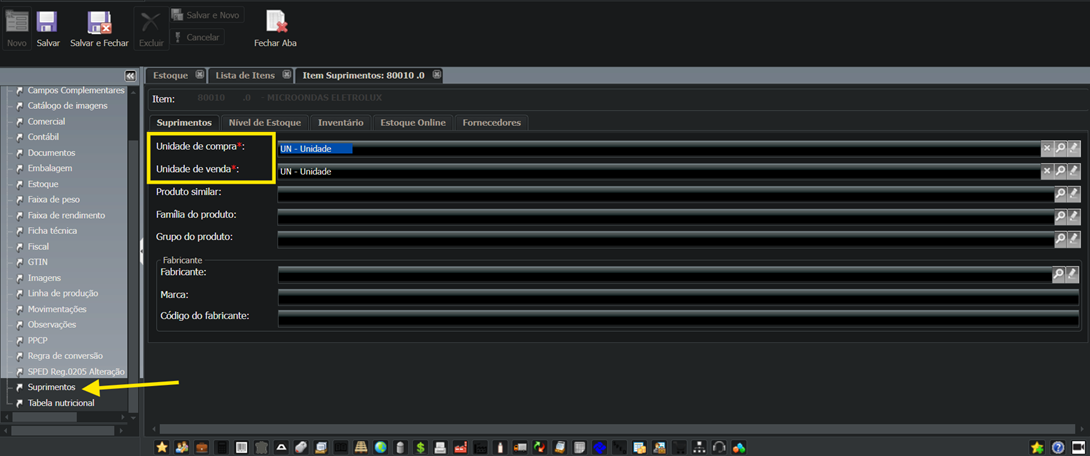 Novo
Salvar
Salvar e Fechar
Excluir
Salvar e Novo
Cancelar
Fechar Aba
Estoque
Lista de Itens
Item Suprimentos: 80010 .0
Campos Complementares
Catálogo de imagens
Comercial
Contábil
Documentos
Embalagem
Estoque
Faixa de peso
Faixa de rendimento
Ficha técnica
Fiscal
GTIN
Imagens
Linha de produção
Movimentações
Observações
PPCP
Regra de conversão
SPED Reg.0205 Alteração
Suprimentos
Tabela nutricional
Item: 80010 .0 - MICROONDAS ELETROLUX
Suprimentos
Nível de Estoque
Inventário
Estoque Online
Fornecedores
Unidade de compra*: UN - Unidade
Unidade de venda*: UN - Unidade
Produto similar:
Família do produto:
Grupo do produto:
Fabricante
Fabricante:
Marca:
Código do fabricante: